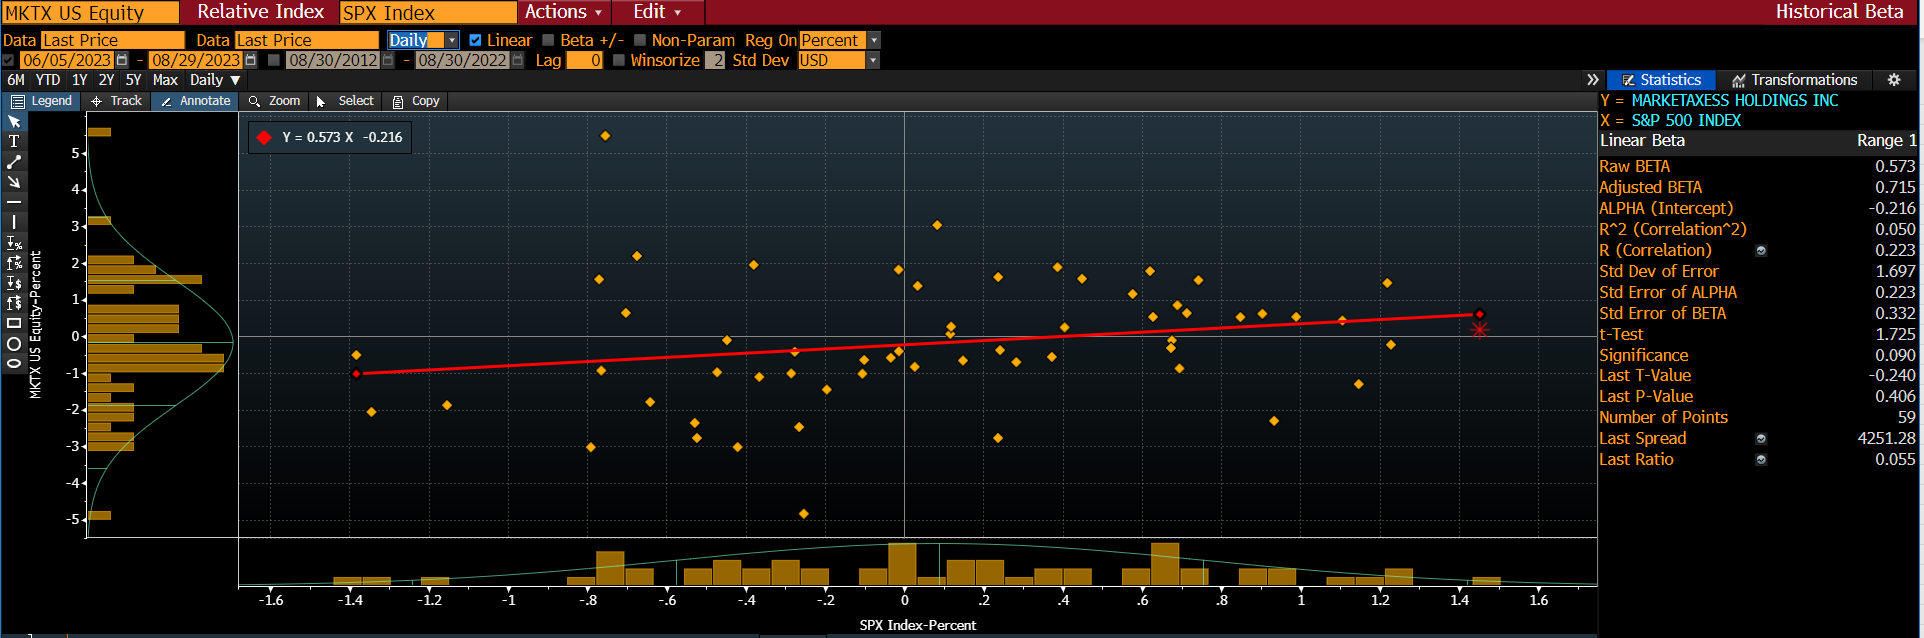 MKTX US Equity Relative Index SPX Index Actions Edit Historical Beta
Data Last Price Data Last Price Daily Linear Beta +/- Non-Param Reg On Percent
06/05/2023 - 08/29/2023 08/30/2012 - 08/30/2022 Lag 0 Winsorize 2 Std Dev USD
6M YTD 1Y 2Y 5Y Max Daily ▼ » Statistics Transformations
Legend Track Annotate Zoom Select Copy
Y = MARKETAXESS HOLDINGS INC
X = S&P 500 INDEX
Linear Beta Range 1
Raw BETA 0.573
Adjusted BETA 0.715
ALPHA (Intercept) -0.216
R^2 (Correlation^2) 0.050
R (Correlation) 0.223
Std Dev of Error 1.697
Std Error of ALPHA 0.223
Std Error of BETA 0.332
t-Test 1.725
Significance 0.090
Last T-Value -0.240
Last P-Value 0.406
Number of Points 59
Last Spread 4251.28
Last Ratio 0.055
T
%
%
$
$
MKTX US Equity-Percent
5
4
3
2
1
0
-1
-2
-3
-4
-5
Y = 0.573 X -0.216
-1.6 -1.4 -1.2 -1 -.8 -.6 -.4 -.2 0 .2 .4 .6 .8 1 1.2 1.4 1.6
SPX Index-Percent